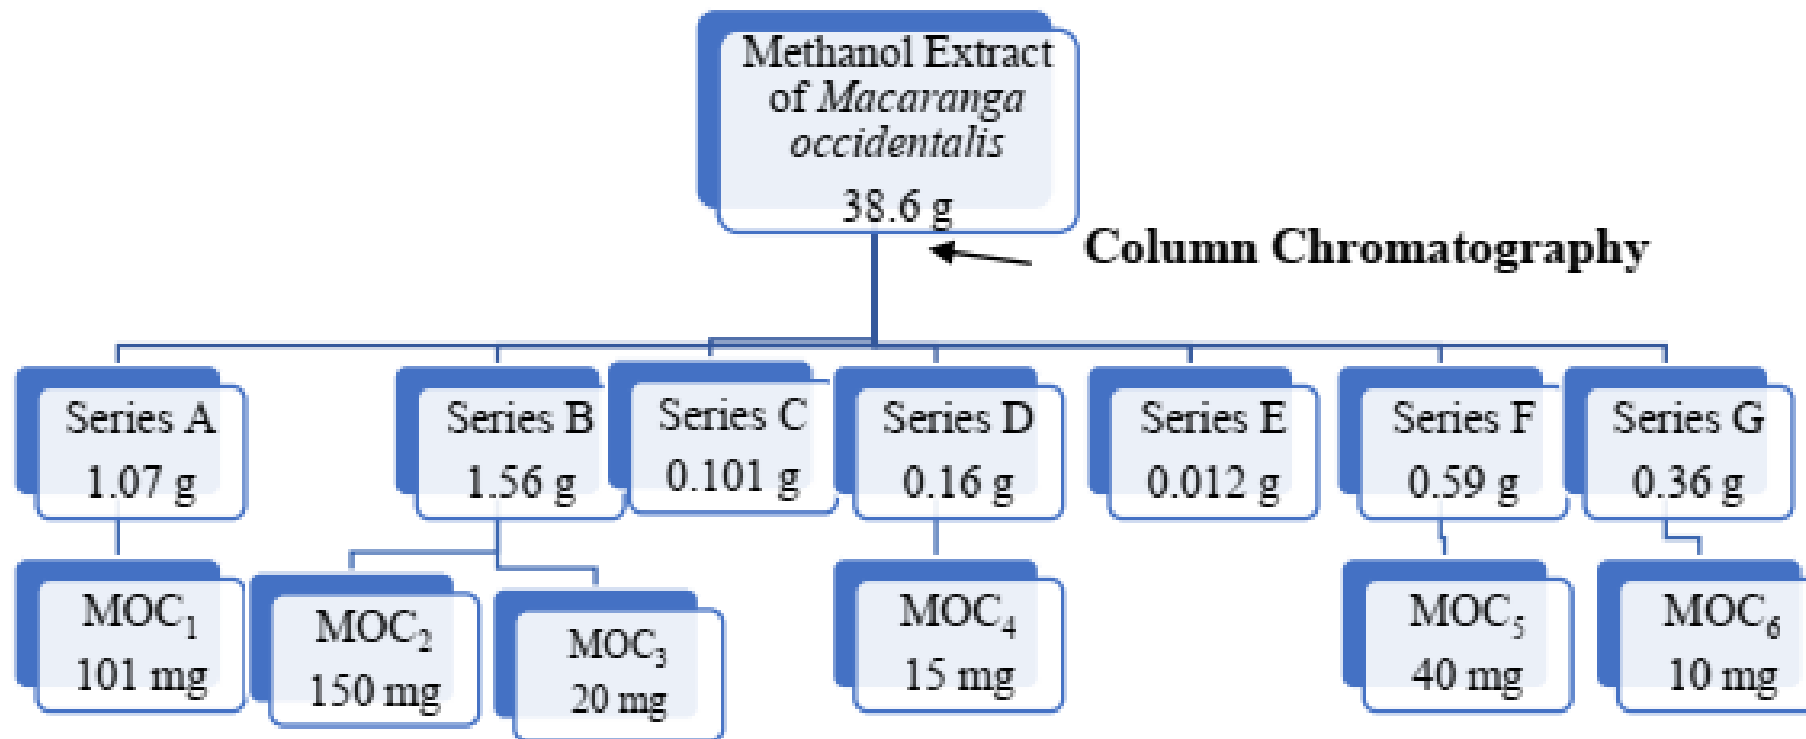 Methanol Extract
of Macaranga
occidentalis
38.6 g
Column Chromatography
Series A
1.07 g
Series B
1.56 g
Series C
0.101 g
Series D
0.16 g
Series E
0.012 g
Series F
0.59 g
Series G
0.36 g
MOC₁
101 mg
MOC₂
150 mg
MOC₃
20 mg
MOC₄
15 mg
MOC₅
40 mg
MOC₆
10 mg